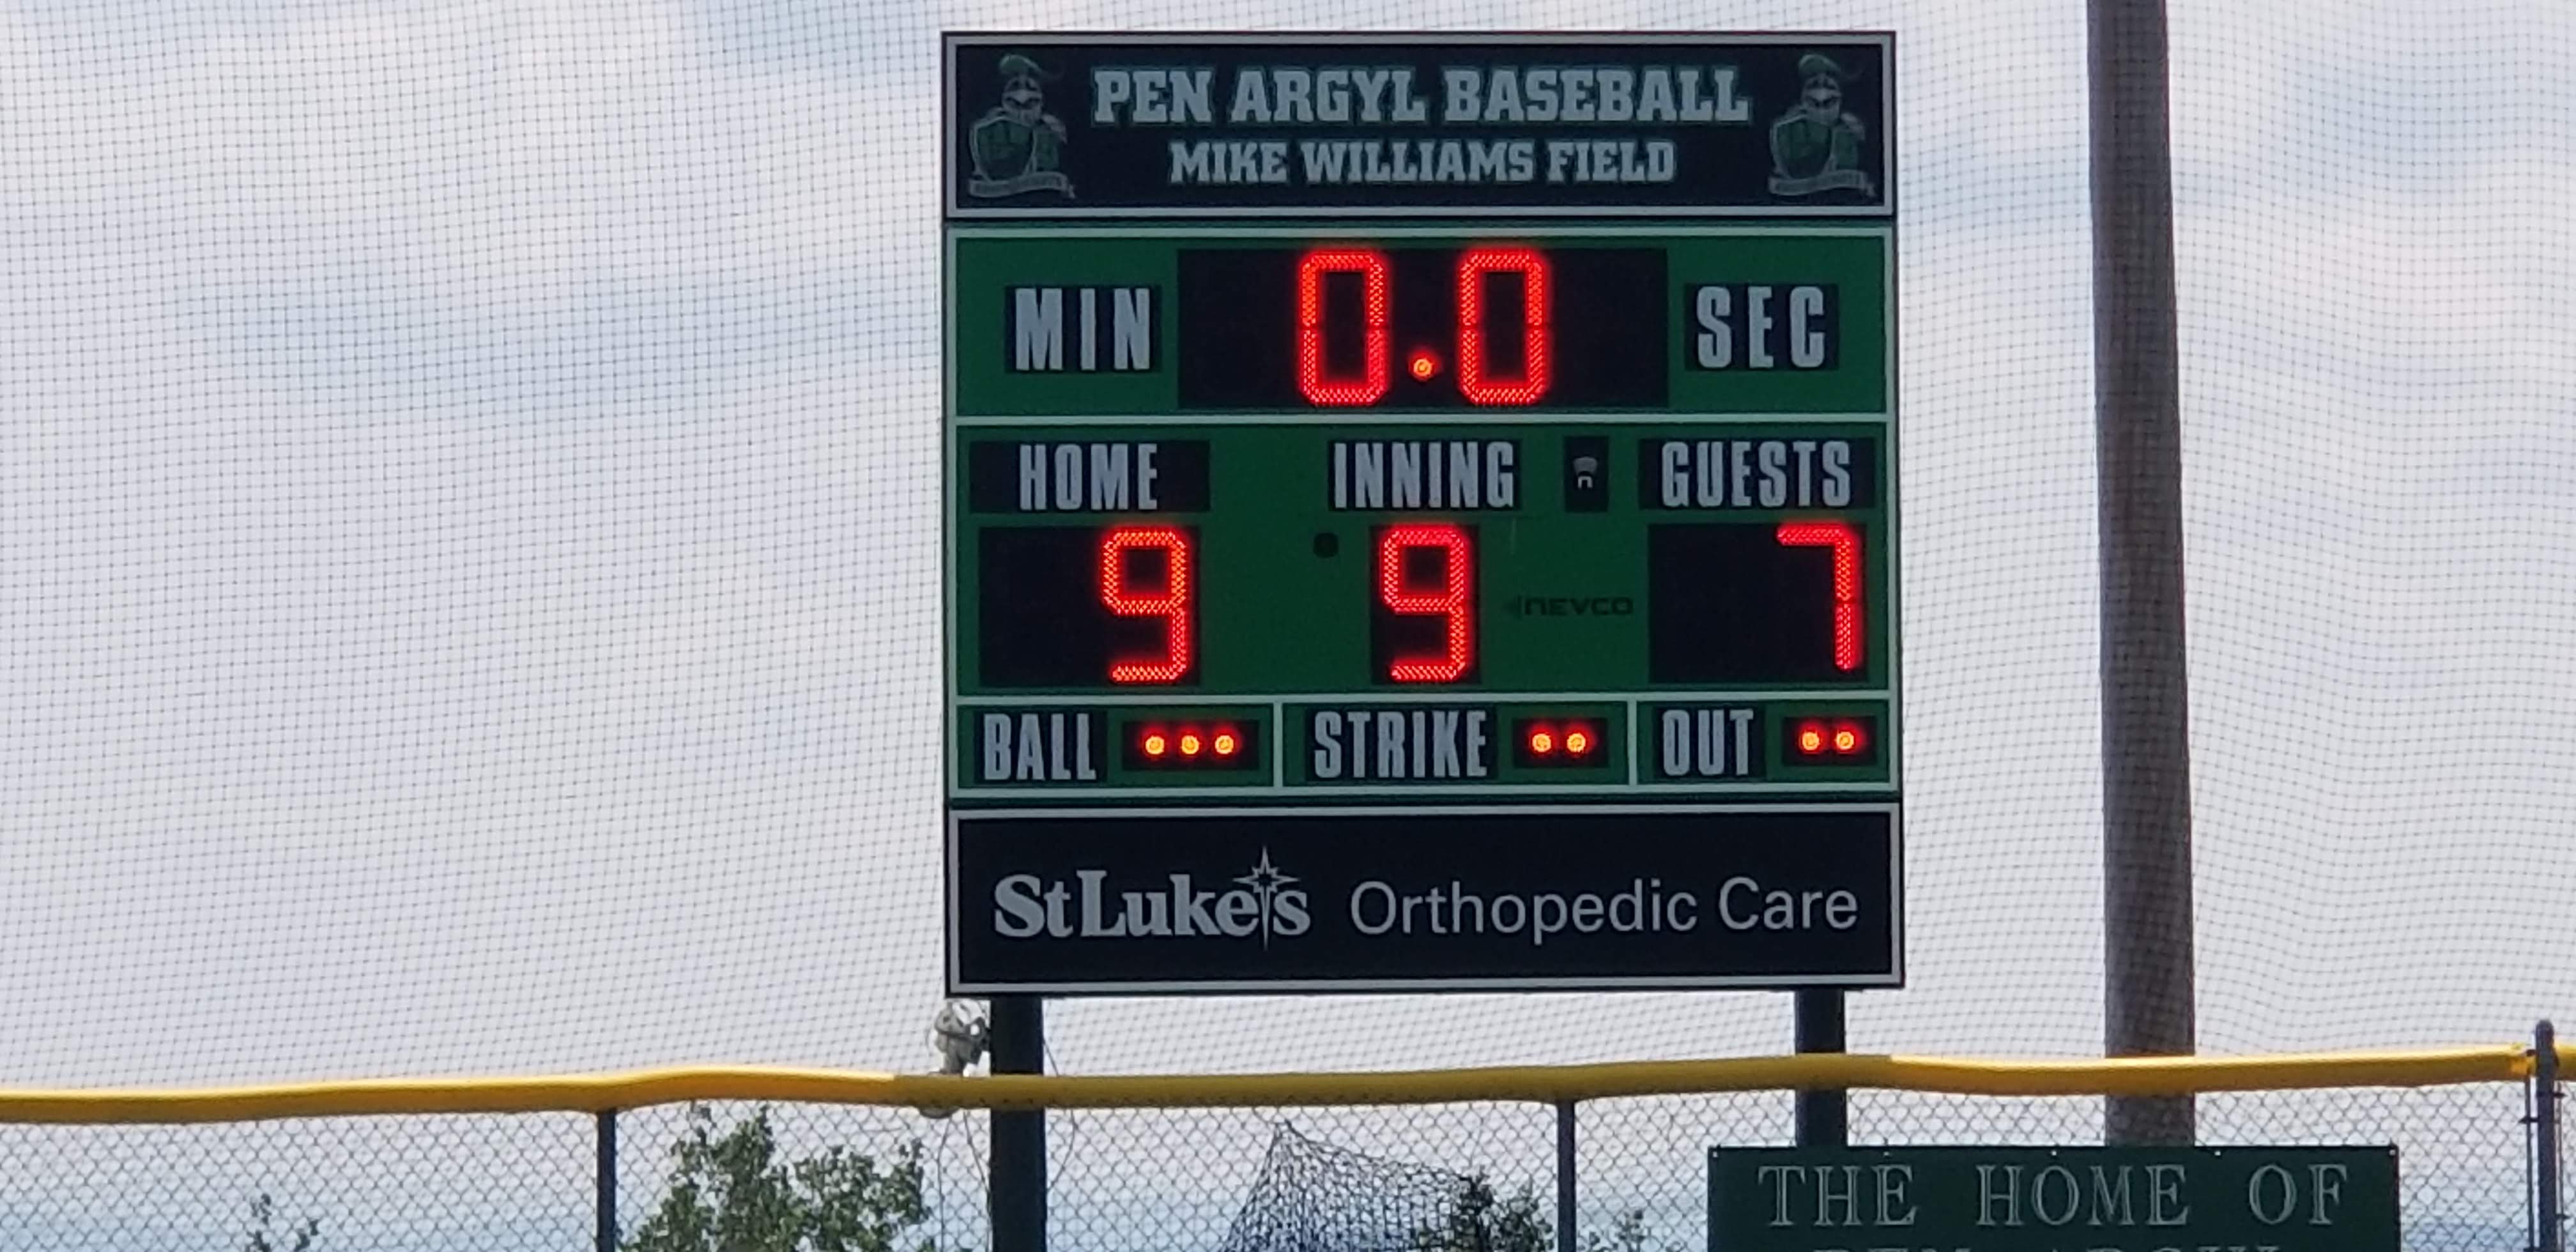 PEN ARGYL BASEBALL
MIKE WILLIAMS FIELD
MIN 0.0 SEC
HOME INNING GUESTS
9 9 7
NEVCO
BALL STRIKE OUT
StLuke's Orthopedic Care
THE HOME OF